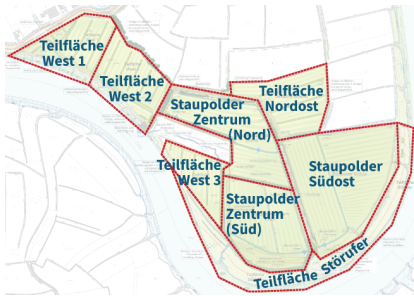 Teilfläche
West 1
Teilfläche
West 2
Teilfläche
Nordost
Staupolder
Zentrum
(Nord)
Teilfläche
West 3
Staupolder
Südost
Staupolder
Zentrum
(Süd)
Teilfläche Störufer